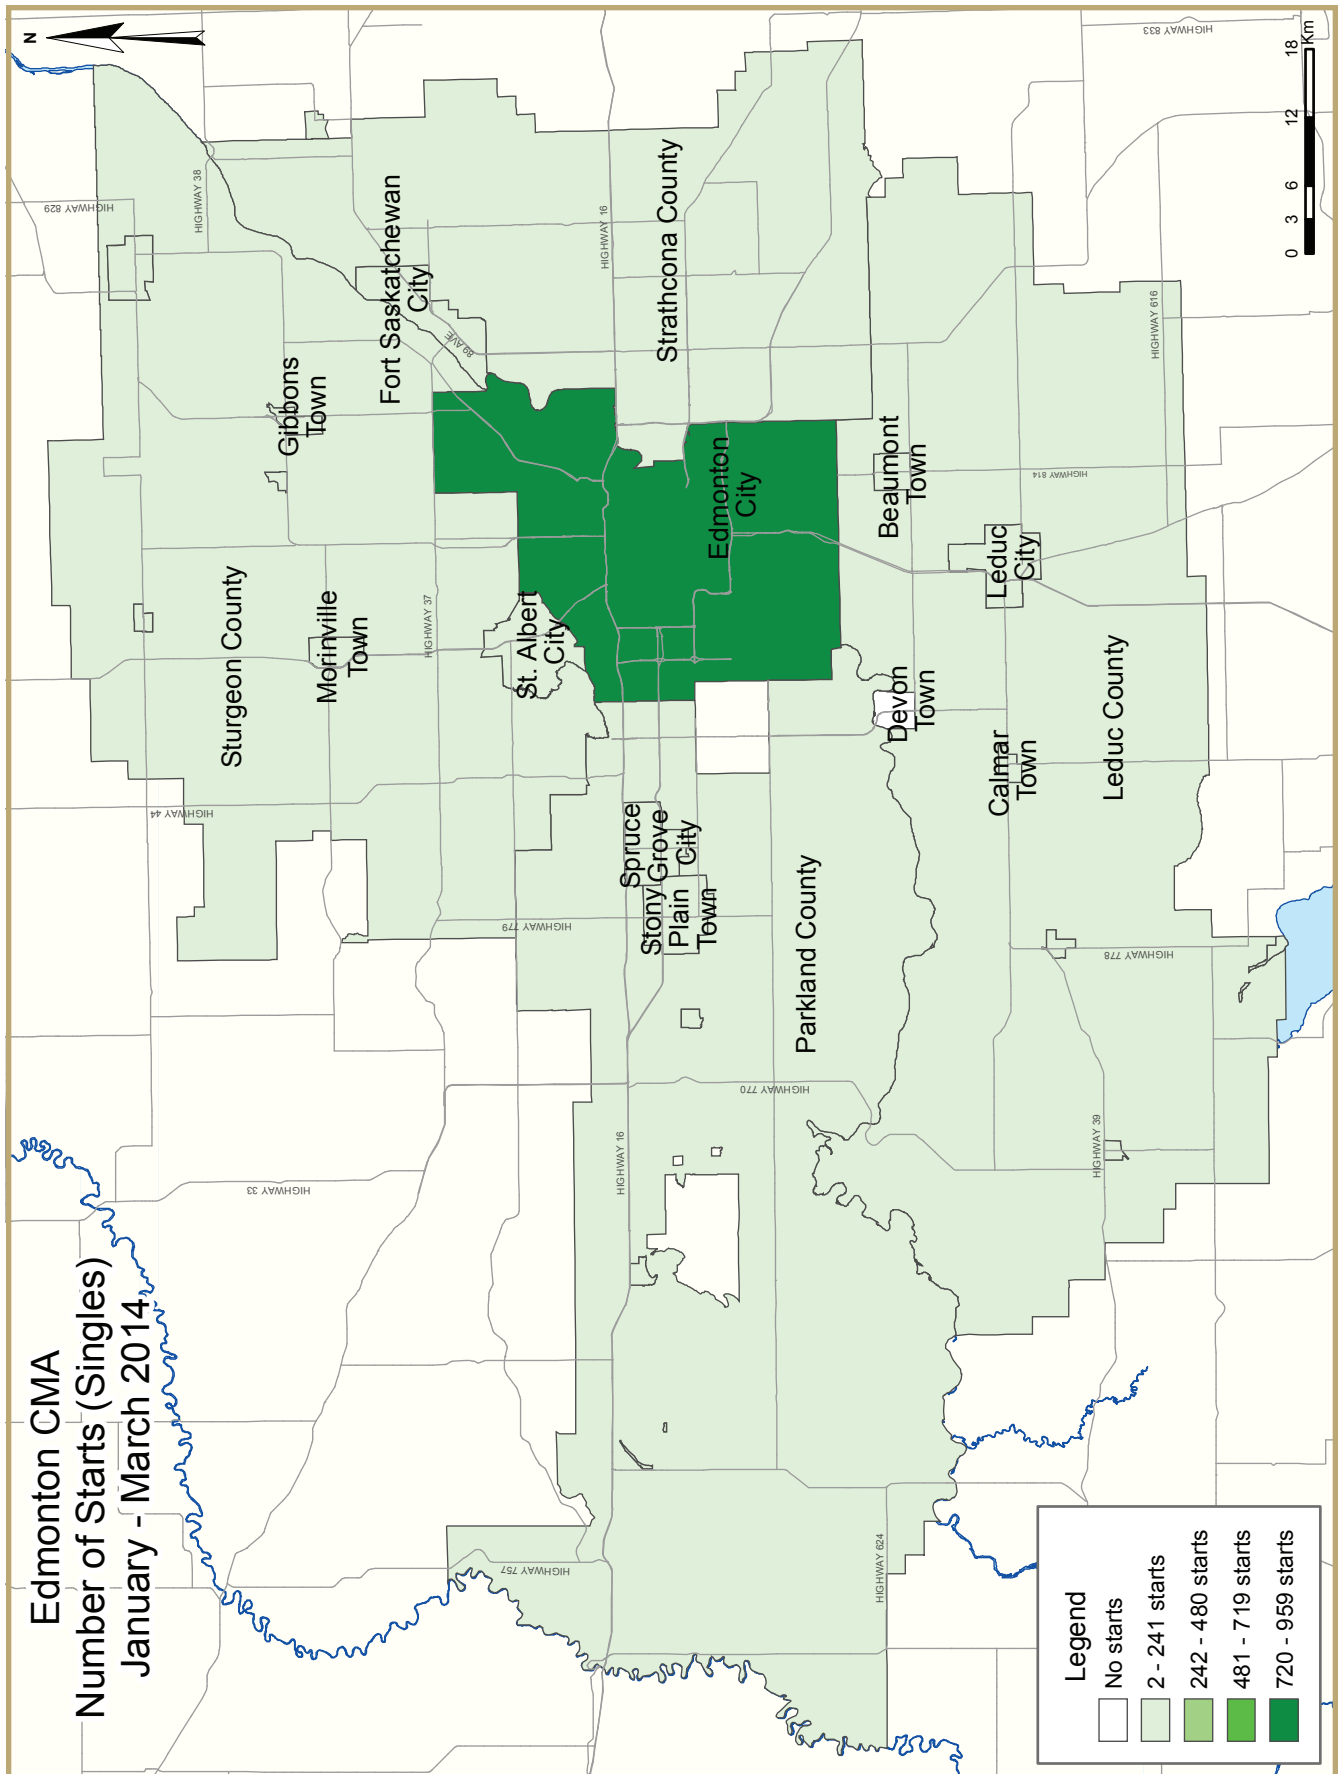 Edmonton CMA
Number of Starts (Singles)
January - March 2014
N
HIGHWAY 757
HIGHWAY 33
HIGHWAY 44
HIGHWAY 829
HIGHWAY 38
Sturgeon County
Morinville
Town
Gibbons
Town
Fort Saskatchewan
City
89 AVE
HIGHWAY 37
HIGHWAY 779
St. Albert
City
HIGHWAY 16
HIGHWAY 16
Spruce
Grove
City
Stony
Plain
Town
Edmonton
City
Strathcona County
HIGHWAY 770
Parkland County
HIGHWAY 624
Devon
Town
Beaumont
Town
Calmar
Town
Leduc
City
HIGHWAY 814
HIGHWAY 39
HIGHWAY 778
Leduc County
HIGHWAY 616
HIGHWAY 833
Legend
No starts
2 - 241 starts
242 - 480 starts
481 - 719 starts
720 - 959 starts
0 3 6 12 18
Km